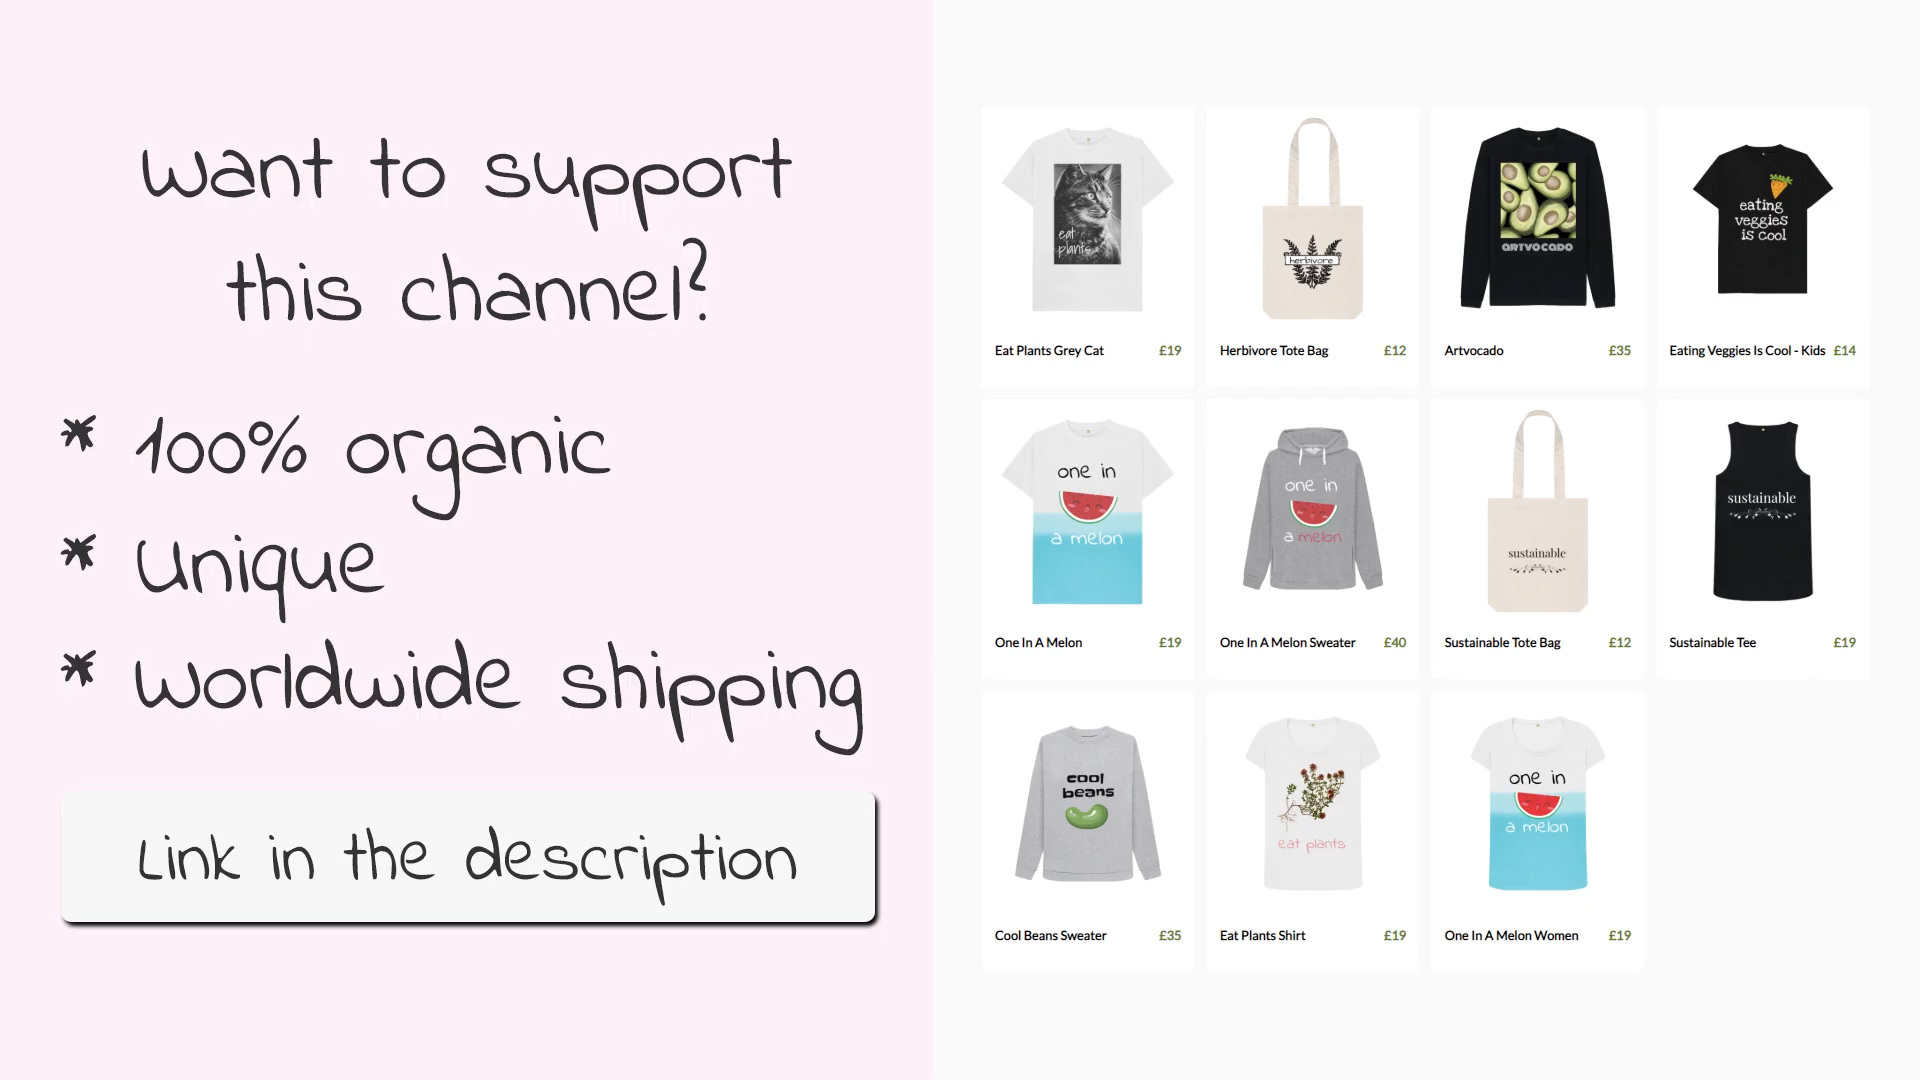 Want to support
this channel?
* 100% organic
* Unique
* Worldwide shipping
Link in the description
eat
plants
Eat Plants Grey Cat £19
herbivore
Herbivore Tote Bag £12
ARTVOCADO
Artvocado £35
eating
veggies
is cool
Eating Veggies Is Cool - Kids £14
one in
a melon
One In A Melon £19
one in
a melon
One In A Melon Sweater £40
sustainable
Sustainable Tote Bag £12
sustainable
Sustainable Tee £19
cool
beans
Cool Beans Sweater £35
eat plants
Eat Plants Shirt £19
one in
a melon
One In A Melon Women £19